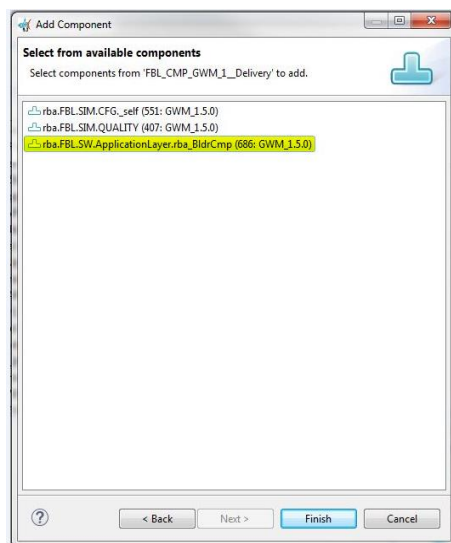 Add Component
Select from available components
Select components from 'FBL_CMP_GWM_1__Delivery' to add.
rba.FBL.SIM.CFG._self (551: GWM_1.5.0)
rba.FBL.SIM.QUALITY (407: GWM_1.5.0)
rba.FBL.SW.ApplicationLayer.rba_BldrCmp (686: GWM_1.5.0)
? < Back Next > Finish Cancel